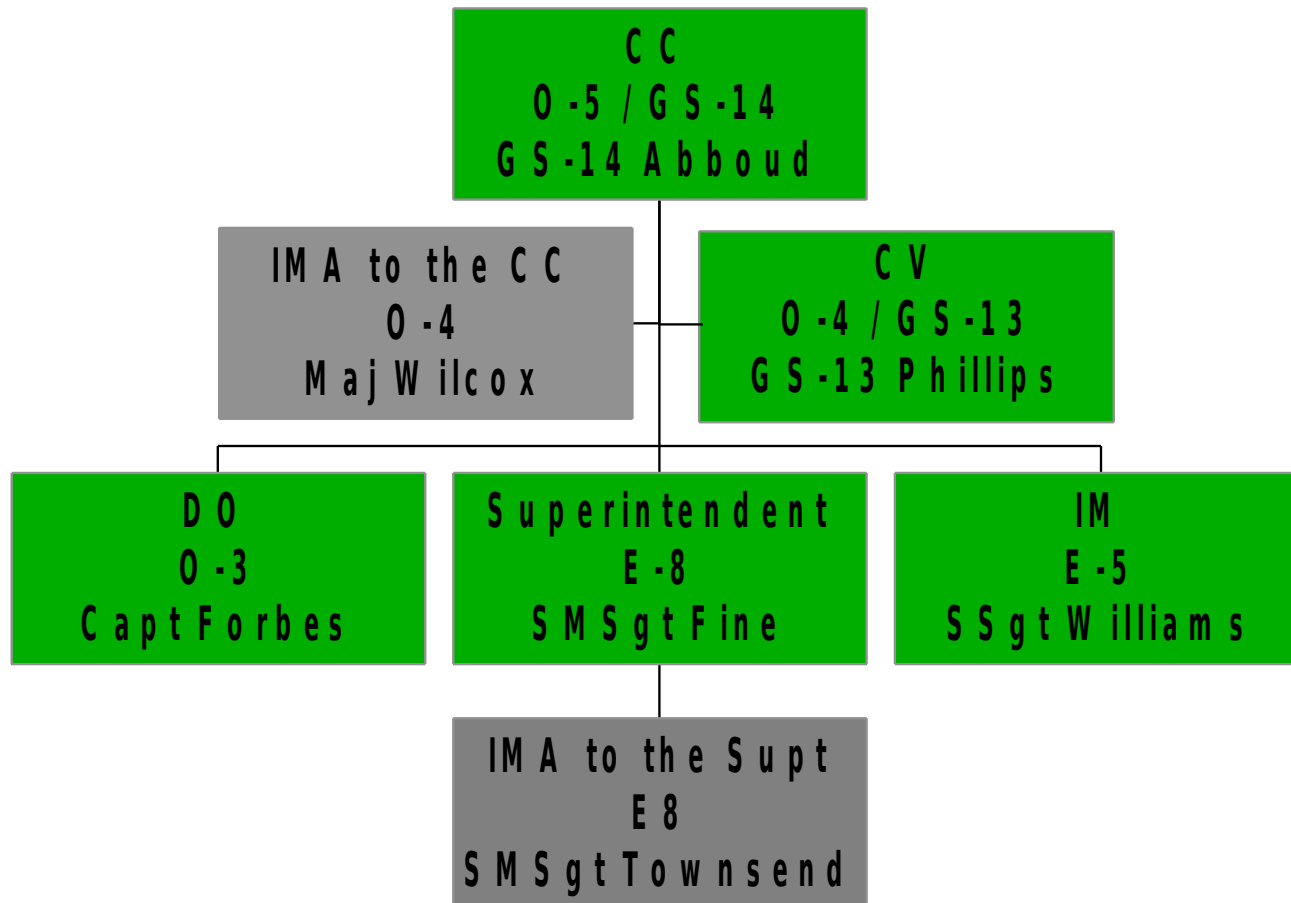 CC
O-5 / GS-14
GS-14 Abboud
IMA to the CC
O-4
Maj Wilcox
CV
O-4 / GS-13
GS-13 Phillips
DO
O-3
Capt Forbes
Superintendent
E-8
SMSgt Fine
IM
E-5
SSgt Williams
IMA to the Supt
E8
SMSgt Townsend